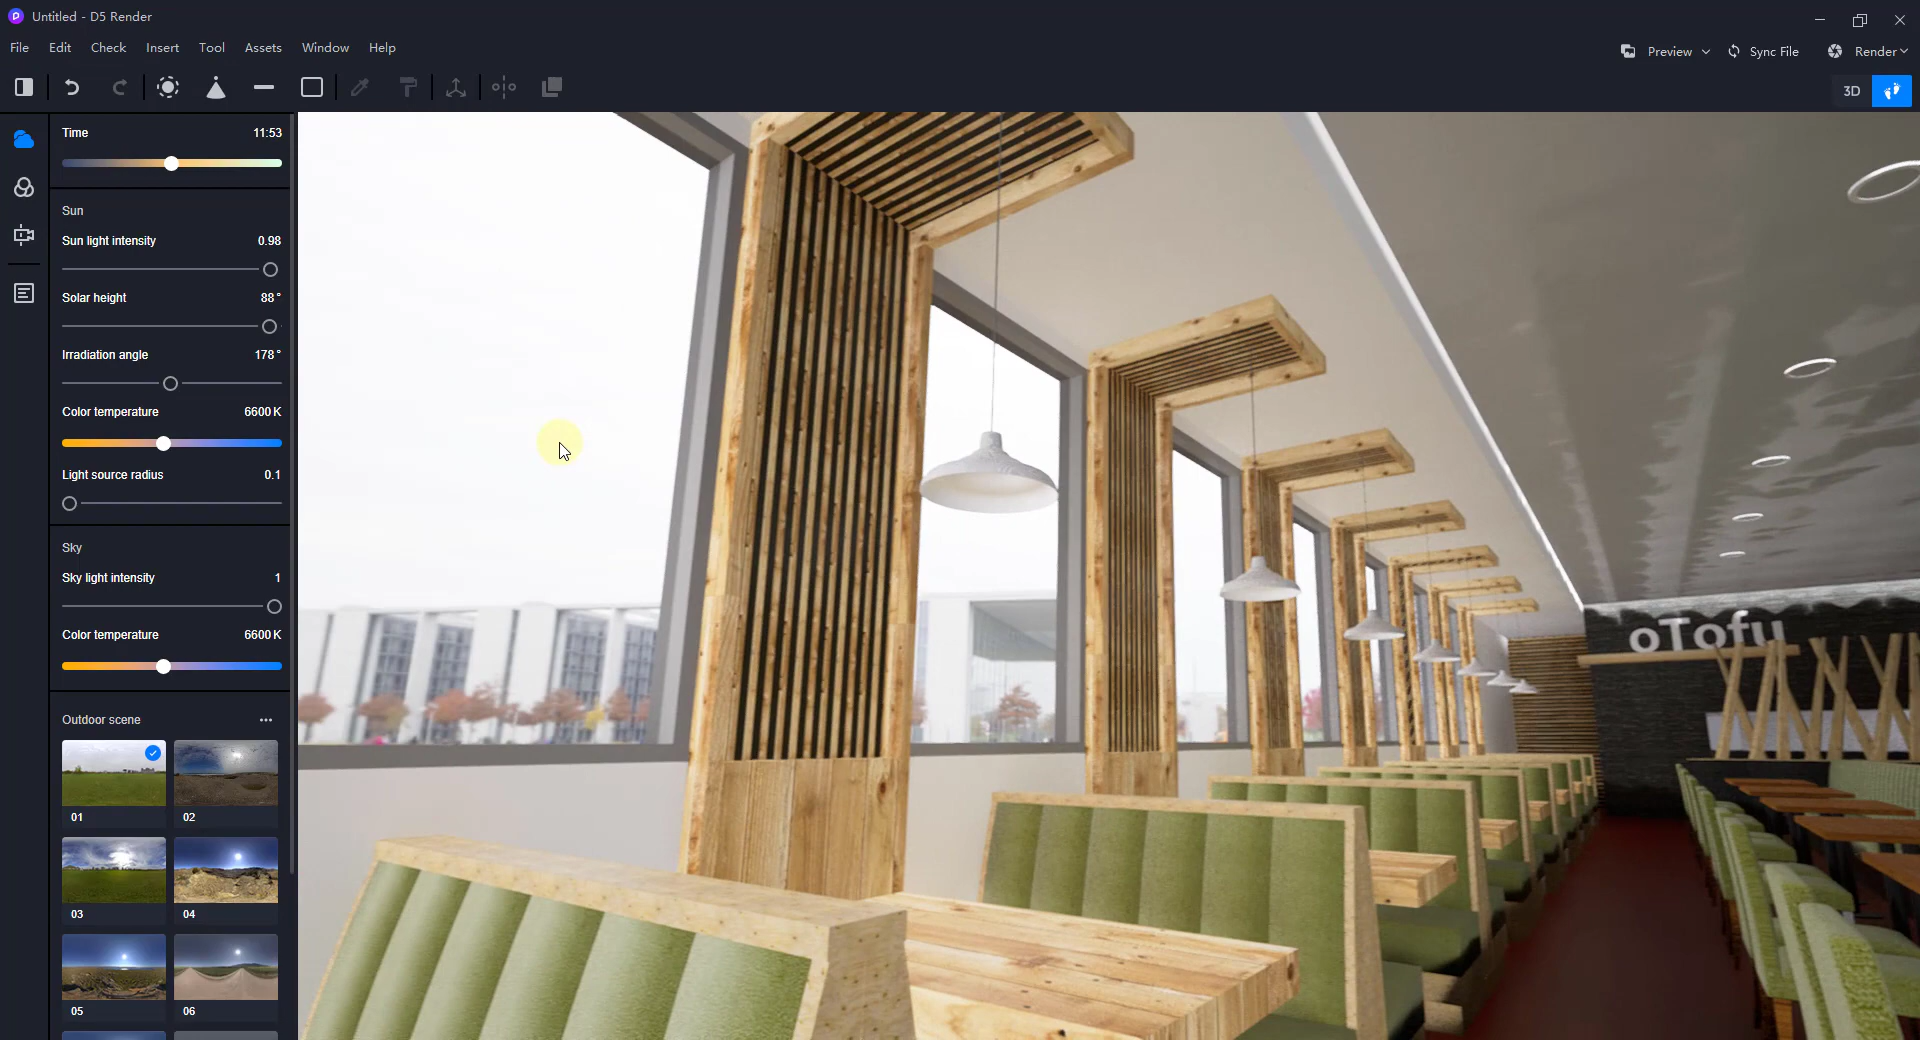 Untitled - D5 Render
File Edit Check Insert Tool Assets Window Help
Preview Sync File Render
3D
Time 11:53
Sun
Sun light intensity 0.98
Solar height 88°
Irradiation angle 178°
Color temperature 6600K
Light source radius 0.1
Sky
Sky light intensity 1
Color temperature 6600K
Outdoor scene
01 02
03 04
05 06
oTofu